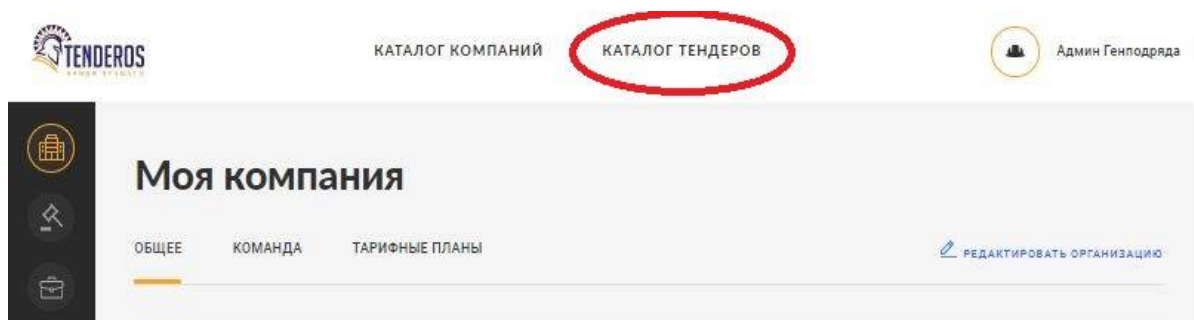 TENDEROS
КАТАЛОГ КОМПАНИЙ
КАТАЛОГ ТЕНДЕРОВ
Админ Генподряда
Моя компания
ОБЩЕЕ
КОМАНДА
ТАРИФНЫЕ ПЛАНЫ
РЕДАКТИРОВАТЬ ОРГАНИЗАЦИЮ